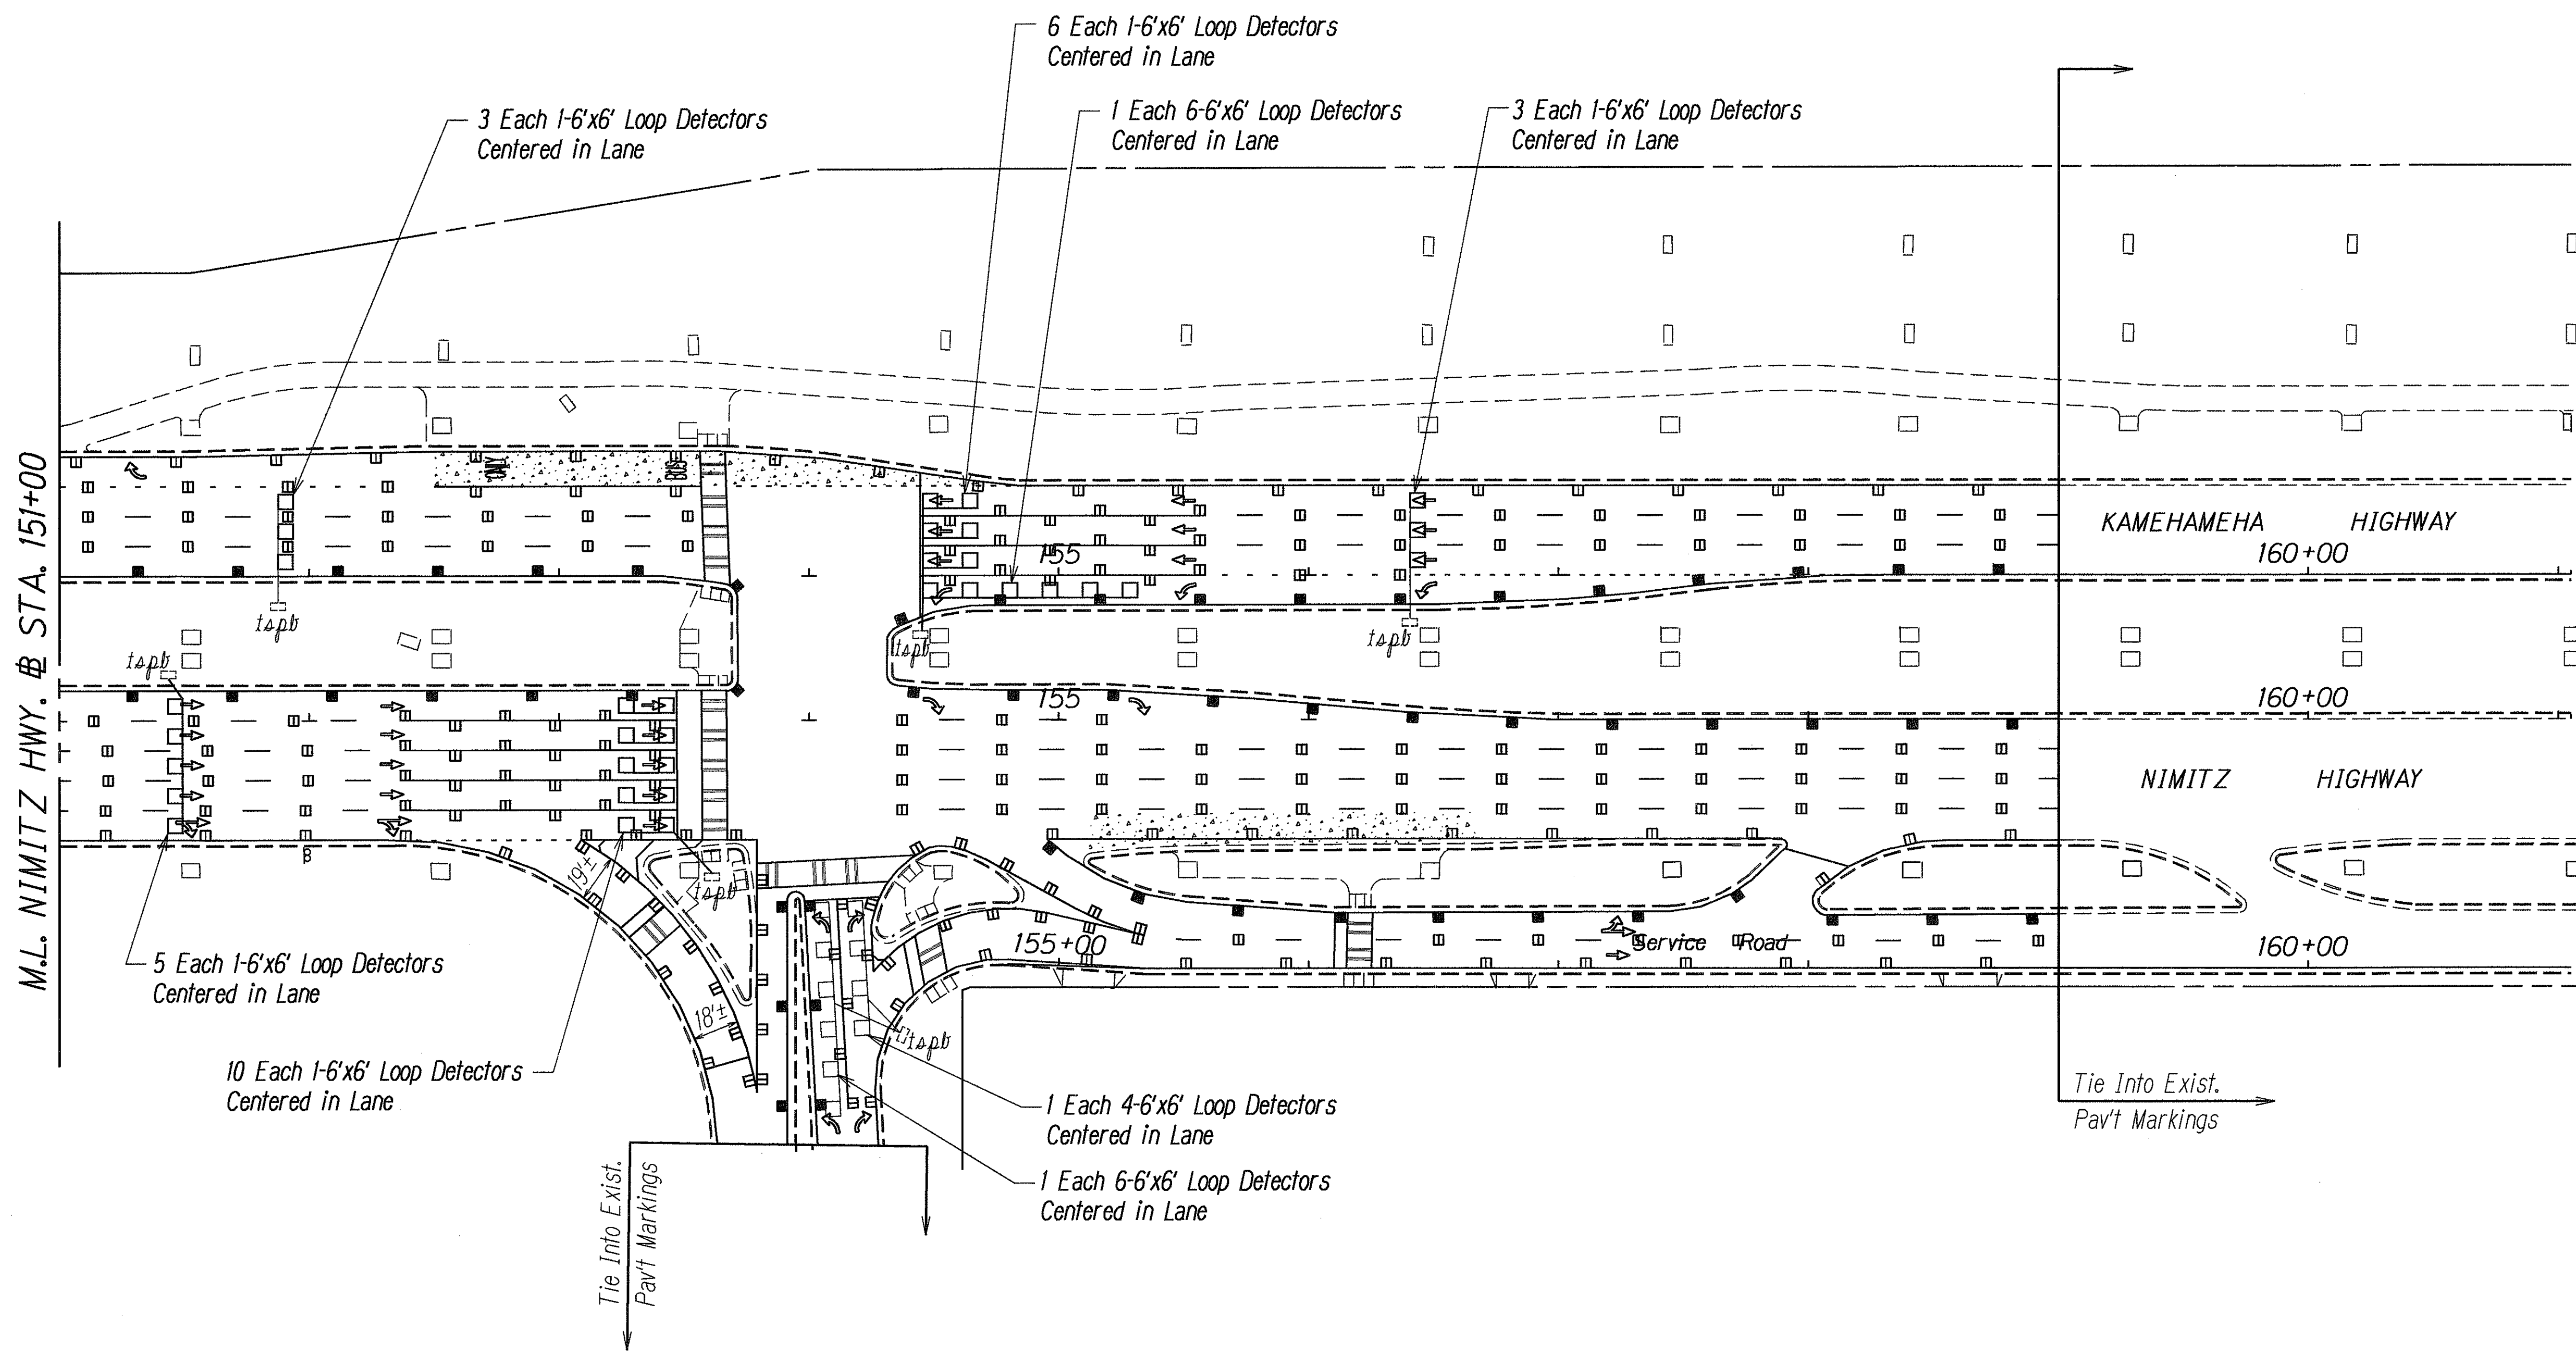 6 Each 1-6'x6' Loop Detectors
Centered in Lane
3 Each 1-6'x6' Loop Detectors
Centered in Lane
1 Each 6-6'x6' Loop Detectors
Centered in Lane
3 Each 1-6'x6' Loop Detectors
Centered in Lane
M.L. NIMITZ HWY. ₵ STA. 151+00
ONLY
BUS
155
KAMEHAMEHA HIGHWAY
160+00
tspb
tspb
tspb
tspb
155
160+00
NIMITZ HIGHWAY
19'±
tspb
155+00
Service Road
160+00
5 Each 1-6'x6' Loop Detectors
Centered in Lane
18'±
tspb
10 Each 1-6'x6' Loop Detectors
Centered in Lane
1 Each 4-6'x6' Loop Detectors
Centered in Lane
1 Each 6-6'x6' Loop Detectors
Centered in Lane
Tie Into Exist.
Pav't Markings
Tie Into Exist.
Pav't Markings